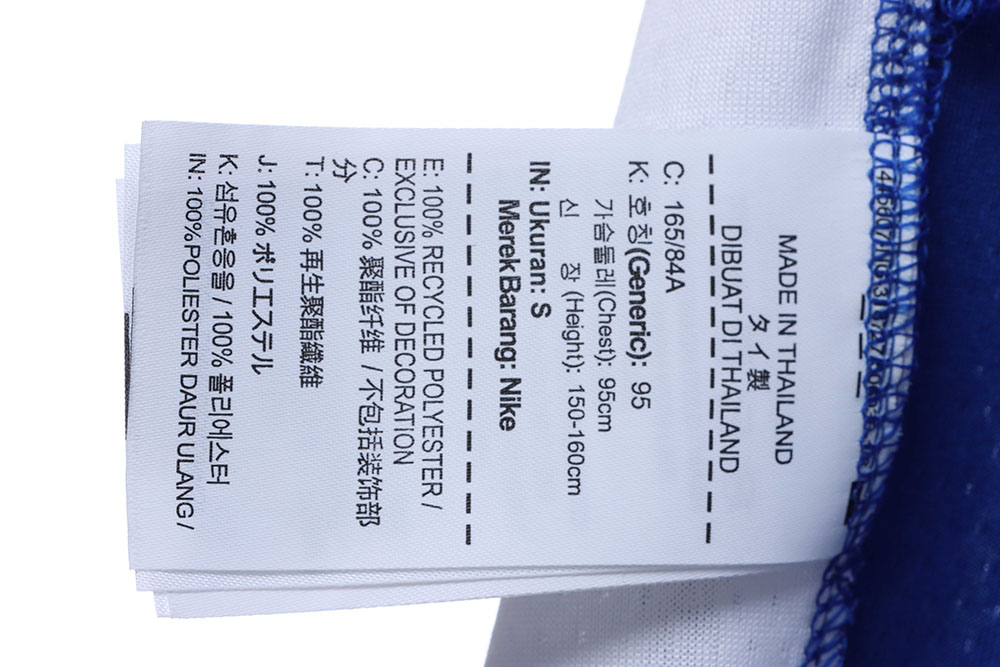 MADE IN THAILAND
タイ製
DIBUAT DI THAILAND
C: 165/84A
K: 호칭(Generic): 95
가슴둘레(Chest): 95cm
신 장 (Height): 150-160cm
IN: Ukuran: S
Merek Barang: Nike
E: 100% RECYCLED POLYESTER /
EXCLUSIVE OF DECORATION
C: 100% 聚酯纤维 / 不包括装饰部
分
T: 100% 再生聚酯纖維
J: 100% ポリエステル
K: 섬유혼용율 / 100% 폴리에스터
IN: 100% POLIESTER DAUR ULANG /